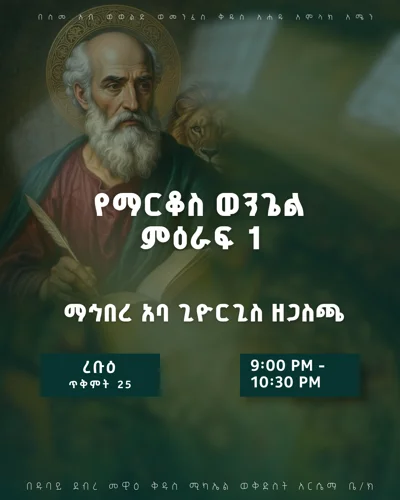 በስመ አብ ወወልድ ወመንፈስ ቅዱስ አሐዱ አምላክ አሜን
የማርቆስ ወንጌል
ምዕራፍ 1
ማኅበረ አባ ጊዮርጊስ ዘጋስጫ
ረቡዕ
ጥቅምት 25
9:00 PM -
10:30 PM
በዱባይ ደብረ መዋዕ ቅዱስ ሚካኤል ወቅድስት አርሴማ ቤ/ክ